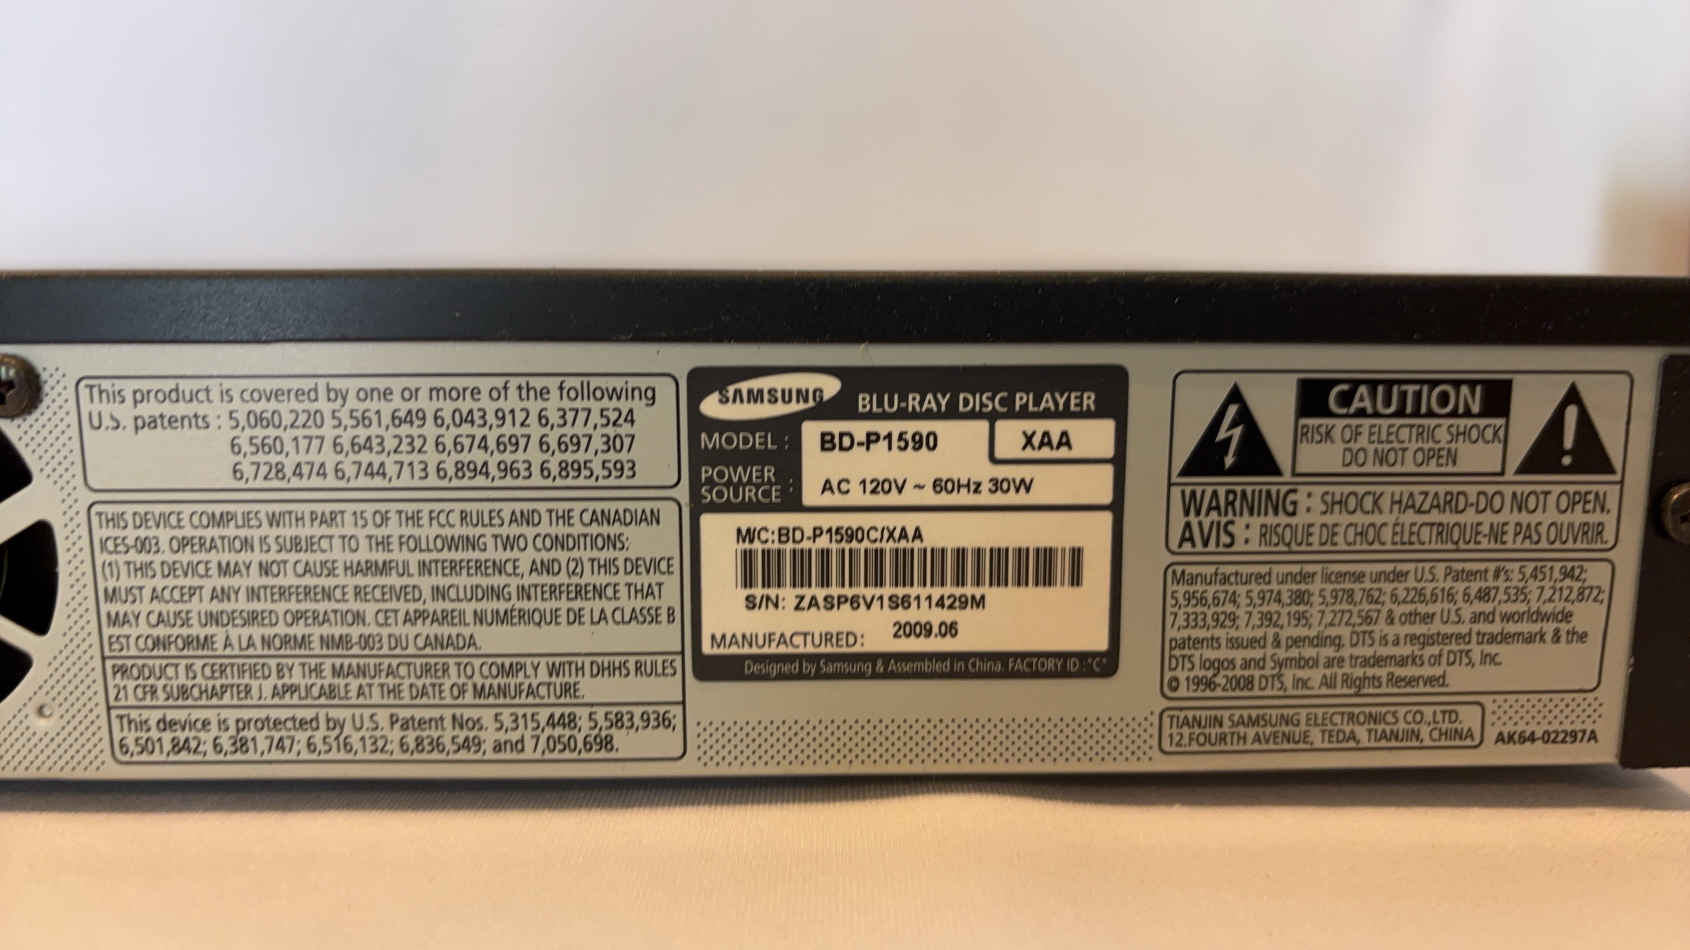 This product is covered by one or more of the following
U.S. patents : 5,060,220 5,561,649 6,043,912 6,377,524
6,560,177 6,643,232 6,674,697 6,697,307
6,728,474 6,744,713 6,894,963 6,895,593
THIS DEVICE COMPLIES WITH PART 15 OF THE FCC RULES AND THE CANADIAN
ICES-003. OPERATION IS SUBJECT TO THE FOLLOWING TWO CONDITIONS:
(1) THIS DEVICE MAY NOT CAUSE HARMFUL INTERFERENCE, AND (2) THIS DEVICE
MUST ACCEPT ANY INTERFERENCE RECEIVED, INCLUDING INTERFERENCE THAT
MAY CAUSE UNDESIRED OPERATION. CET APPAREIL NUMÉRIQUE DE LA CLASSE B
EST CONFORME À LA NORME NMB-003 DU CANADA.
PRODUCT IS CERTIFIED BY THE MANUFACTURER TO COMPLY WITH DHHS RULES
21 CFR SUBCHAPTER J. APPLICABLE AT THE DATE OF MANUFACTURE.
This device is protected by U.S. Patent Nos. 5,315,448; 5,583,936;
6,501,842; 6,381,747; 6,516,132; 6,836,549; and 7,050,698.
SAMSUNG BLU-RAY DISC PLAYER
MODEL : BD-P1590 XAA
POWER
SOURCE : AC 120V ~ 60Hz 30W
M/C:BD-P1590C/XAA
S/N: ZASP6V1S611429M
MANUFACTURED: 2009.06
Designed by Samsung & Assembled in China. FACTORY ID :"C"
CAUTION
RISK OF ELECTRIC SHOCK
DO NOT OPEN
WARNING : SHOCK HAZARD-DO NOT OPEN.
AVIS : RISQUE DE CHOC ÉLECTRIQUE-NE PAS OUVRIR.
Manufactured under license under U.S. Patent #'s: 5,451,942;
5,956,674; 5,974,380; 5,978,762; 6,226,616; 6,487,535; 7,212,872;
7,333,929; 7,392,195; 7,272,567 & other U.S. and worldwide
patents issued & pending. DTS is a registered trademark & the
DTS logos and Symbol are trademarks of DTS, Inc.
© 1996-2008 DTS, Inc. All Rights Reserved.
TIANJIN SAMSUNG ELECTRONICS CO.,LTD.
12.FOURTH AVENUE, TEDA, TIANJIN, CHINA
AK64-02297A